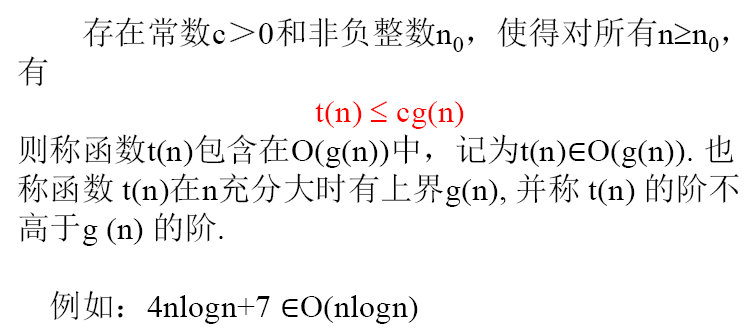 存在常数c＞0和非负整数n₀，使得对所有n≥n₀，
有
t(n) ≤ cg(n)
则称函数t(n)包含在O(g(n))中，记为t(n)∈O(g(n)). 也
称函数 t(n)在n充分大时有上界g(n), 并称 t(n) 的阶不
高于g (n) 的阶.
例如：4nlogn+7 ∈O(nlogn)